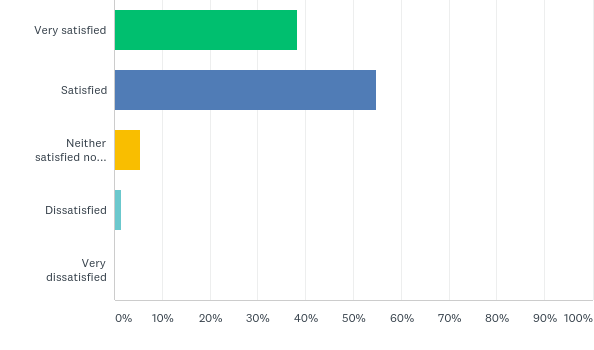 Very satisfied
Satisfied
Neither
satisfied no...
Dissatisfied
Very
dissatisfied
0% 10% 20% 30% 40% 50% 60% 70% 80% 90% 100%